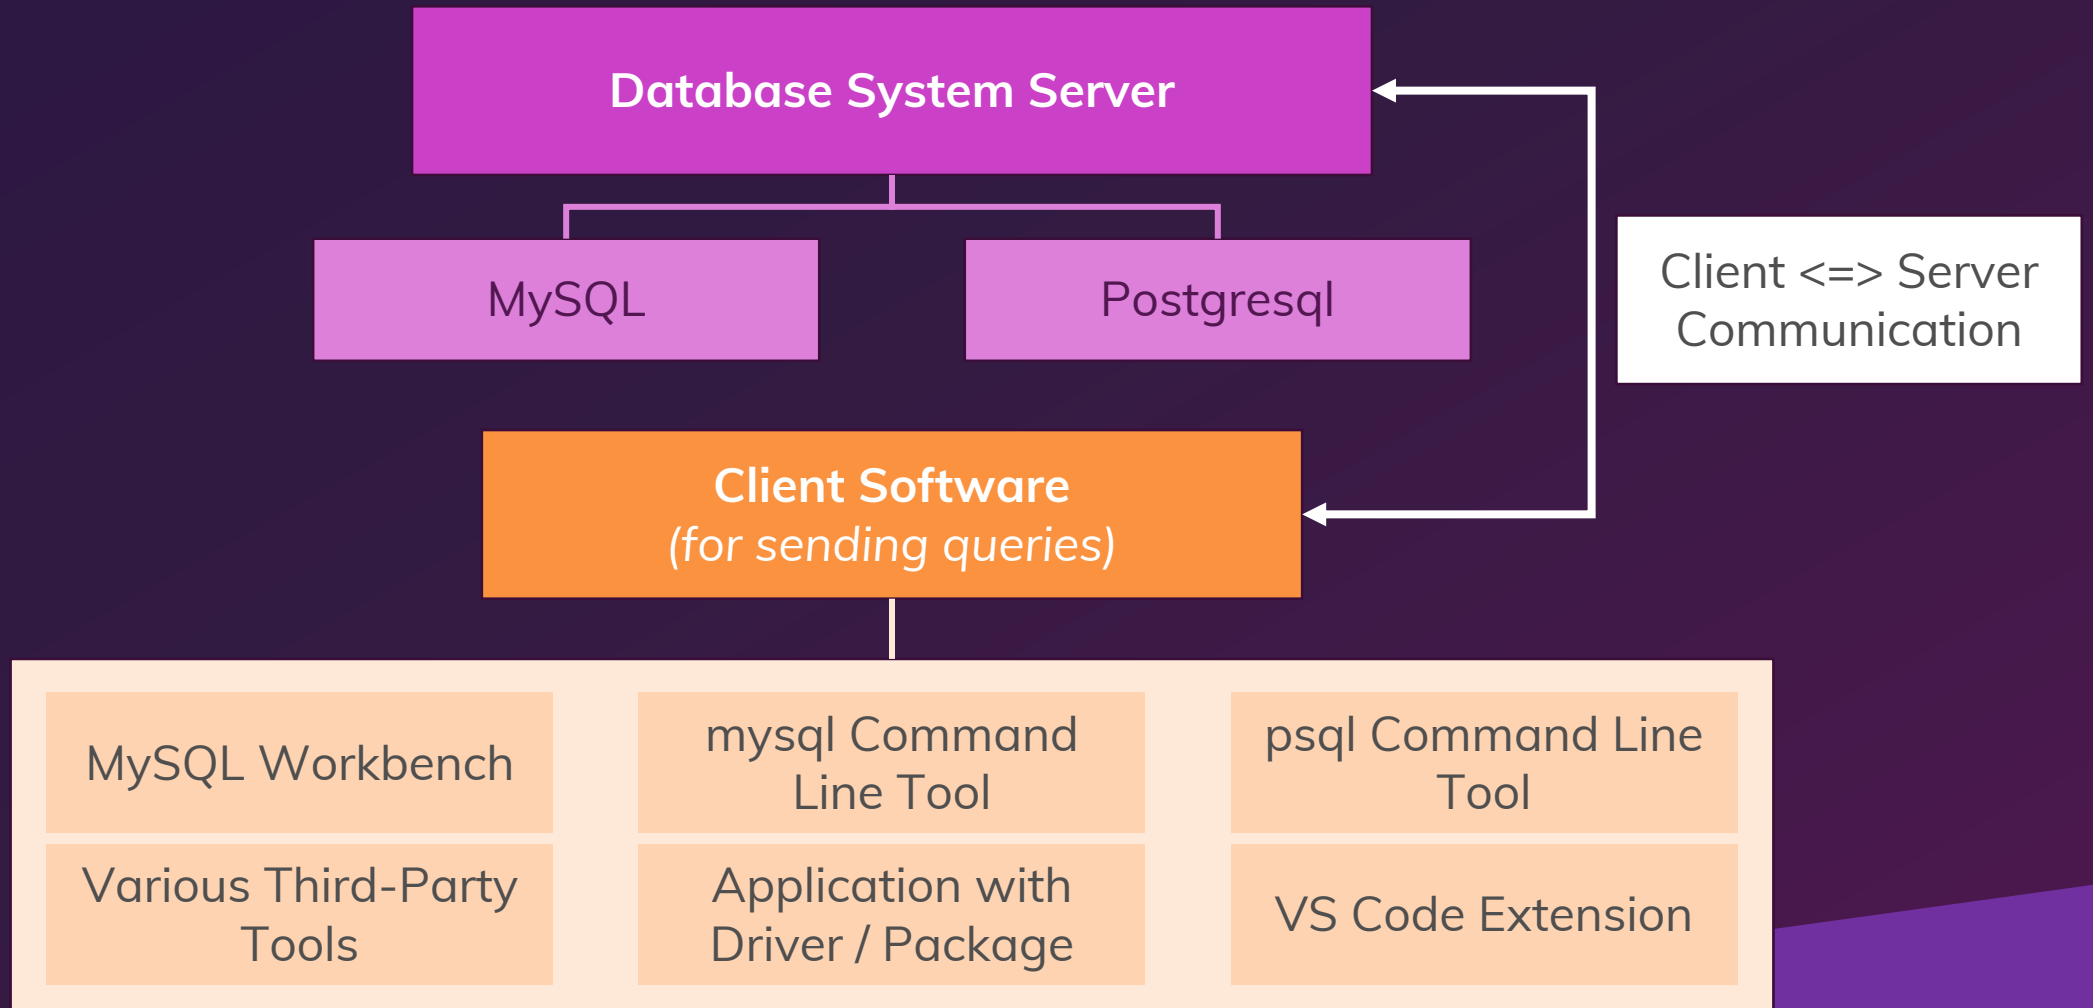 Database System Server
MySQL
Postgresql
Client <=> Server
Communication
Client Software
(for sending queries)
MySQL Workbench
mysql Command
Line Tool
psql Command Line
Tool
Various Third-Party
Tools
Application with
Driver / Package
VS Code Extension